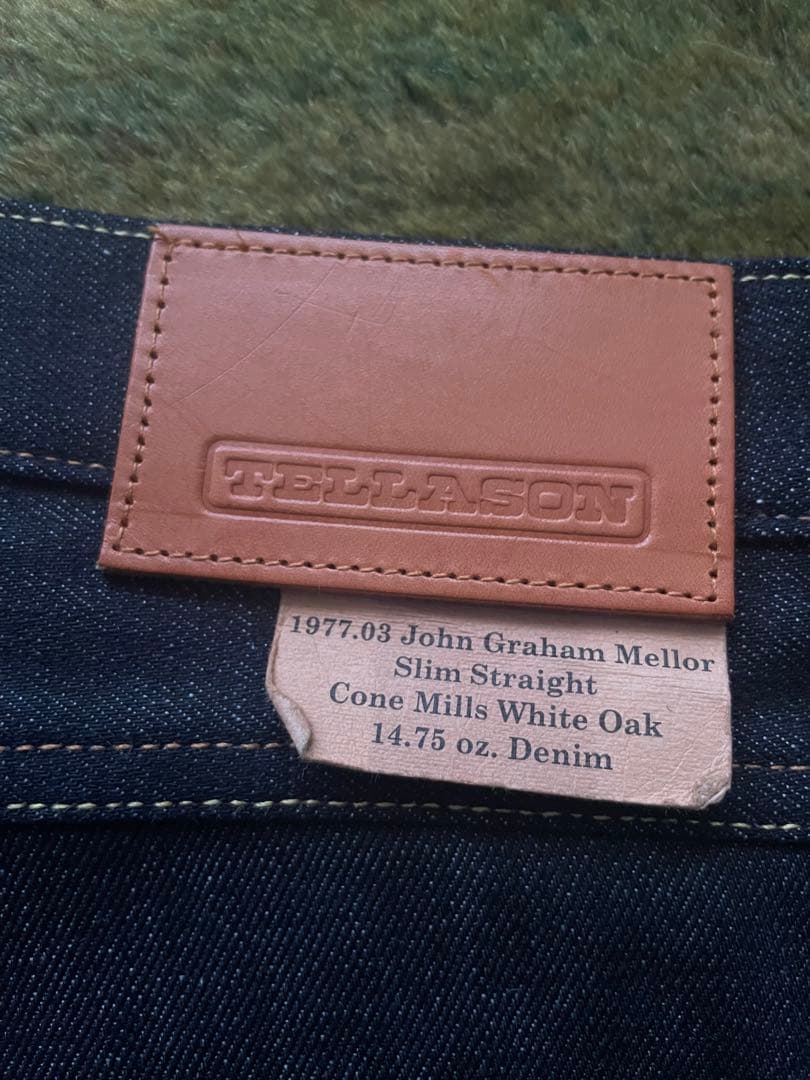 TELLASON
1977.03 John Graham Mellor
Slim Straight
Cone Mills White Oak
14.75 oz. Denim